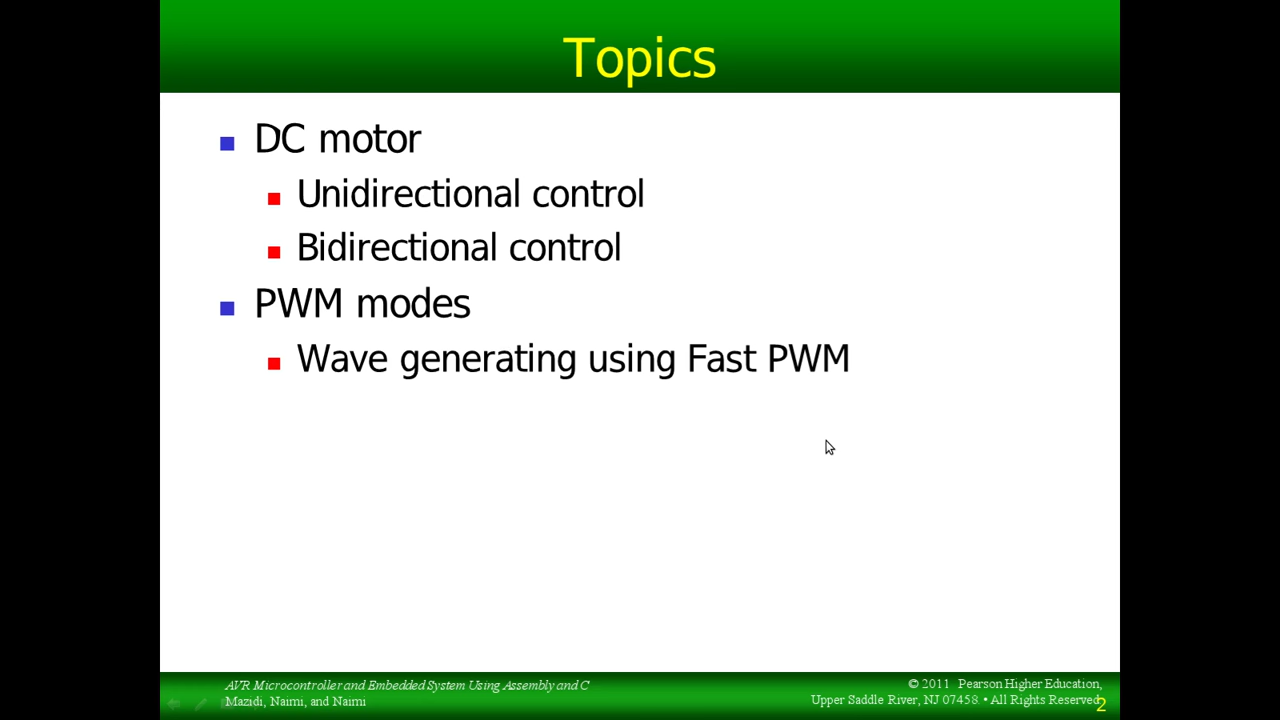 Topics
DC motor
Unidirectional control
Bidirectional control
PWM modes
Wave generating using Fast PWM
AVR Microcontroller and Embedded System Using Assembly and C
Mazidi, Naimi, and Naimi
© 2011 Pearson Higher Education,
Upper Saddle River, NJ 07458. • All Rights Reserved
2